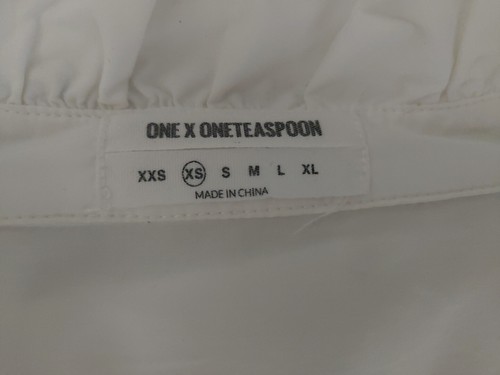 ONE X ONETEASPOON
XXS XS S M L XL
MADE IN CHINA